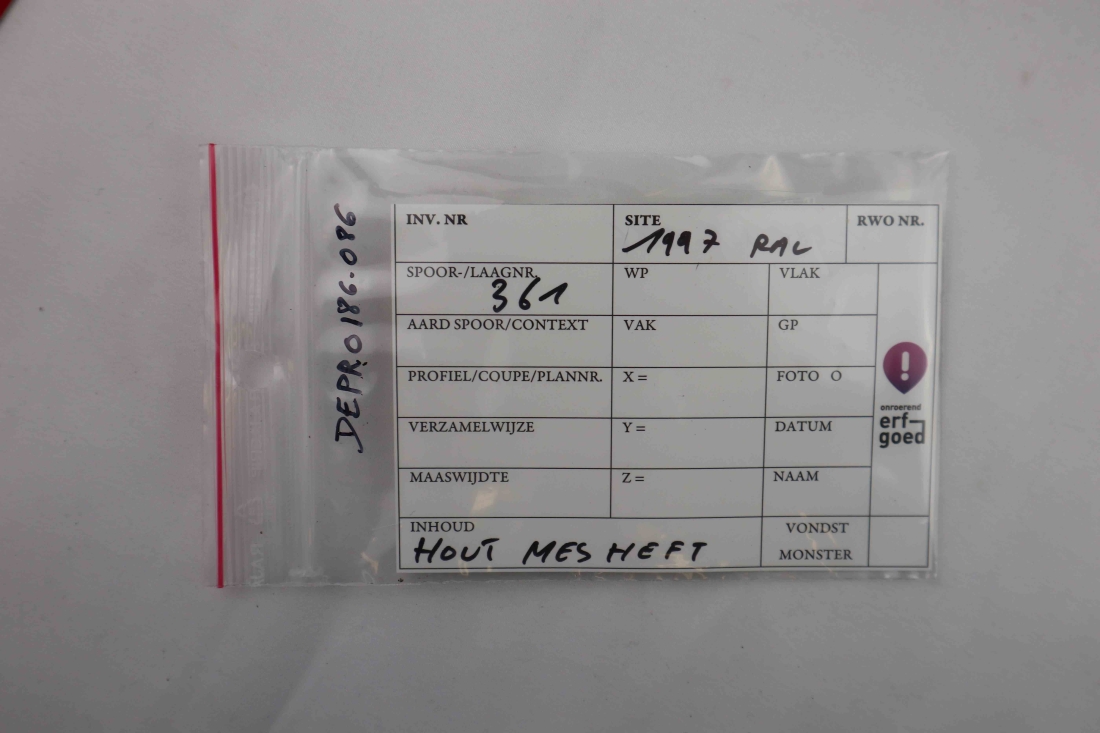 DEPRO186-086
INV. NR
SITE
1997 RAL
RWO NR.
SPOOR-/LAAGNR.
361
WP
VLAK
AARD SPOOR/CONTEXT
VAK
GP
PROFIEL/COUPE/PLANNR.
X =
FOTO O
VERZAMELWIJZE
Y =
DATUM
MAASWIJDTE
Z =
NAAM
INHOUD
HOUT MES HEFT
VONDST
MONSTER
onroerend
erf-
goed